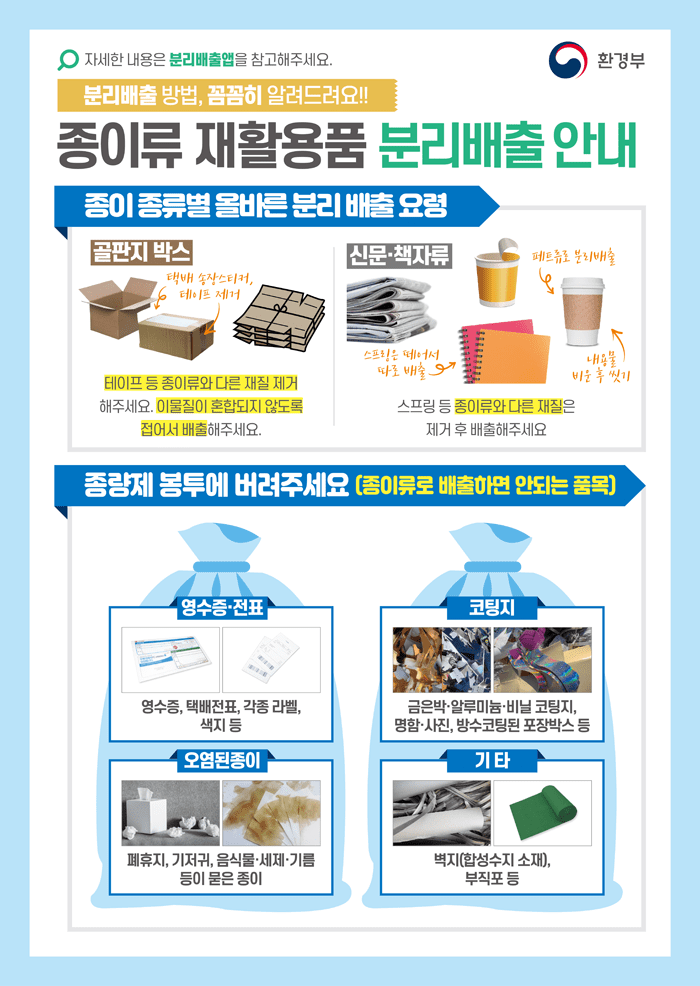 자세한 내용은 분리배출앱을 참고해주세요.
환경부
분리배출 방법, 꼼꼼히 알려드려요!!
종이류 재활용품 분리배출 안내
종이 종류별 올바른 분리 배출 요령
골판지 박스
택배 송장스티커,
테이프 제거
테이프 등 종이류와 다른 재질 제거
해주세요. 이물질이 혼합되지 않도록
접어서 배출해주세요.
신문·책자류
페트류로 분리배출
스프링은 떼어서
따로 배출
내용물
비운 후 씻기
스프링 등 종이류와 다른 재질은
제거 후 배출해주세요
종량제 봉투에 버려주세요 (종이류로 배출하면 안되는 품목)
영수증·전표
영수증, 택배전표, 각종 라벨,
색지 등
코팅지
금은박·알루미늄·비닐 코팅지,
명함·사진, 방수코팅된 포장박스 등
오염된종이
폐휴지, 기저귀, 음식물·세제·기름
등이 묻은 종이
기 타
벽지(합성수지 소재),
부직포 등